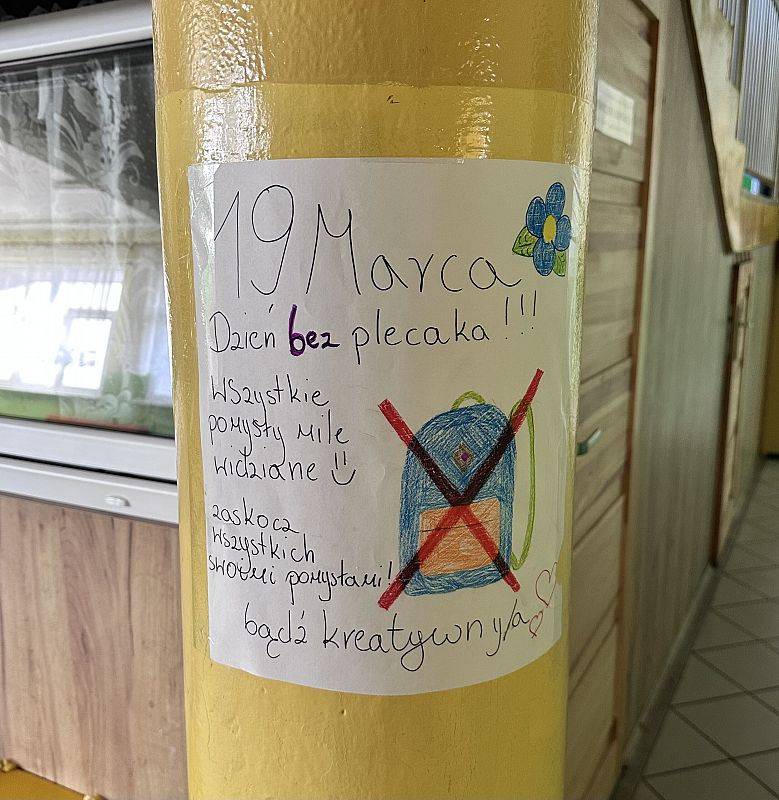 19 Marca
Dzień bez plecaka!!!
Wszystkie
pomysły mile
widziane
zaskocz
wszystkich
swoimi pomysłami!
bądź kreatywny/a